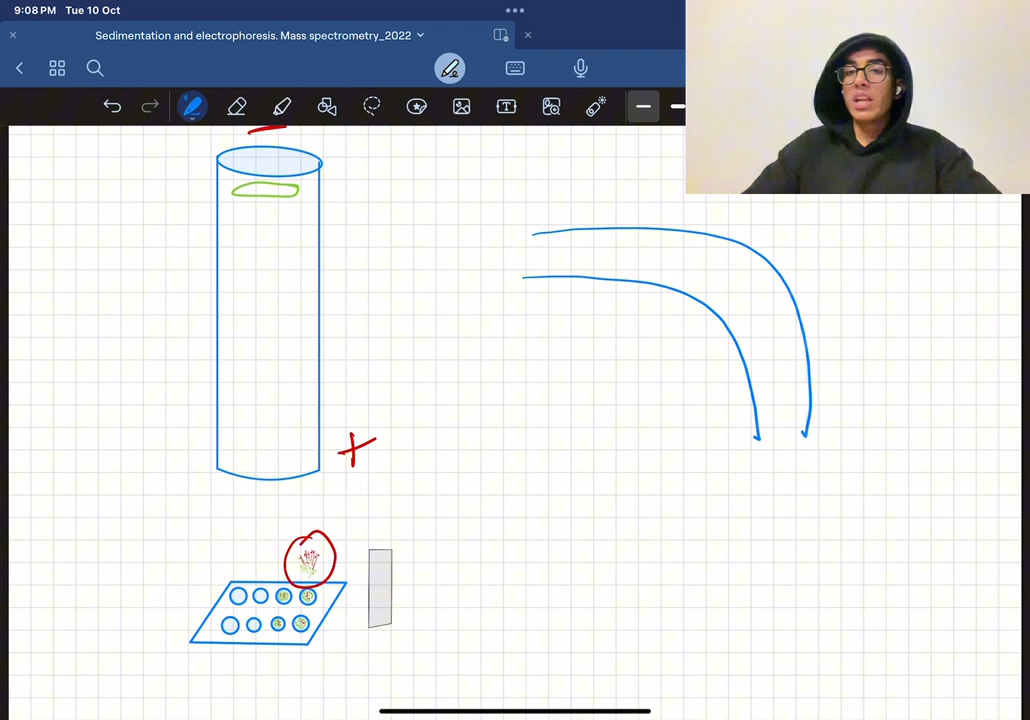 9:08 PM Tue 10 Oct
Sedimentation and electrophoresis. Mass spectrometry_2022
T
+